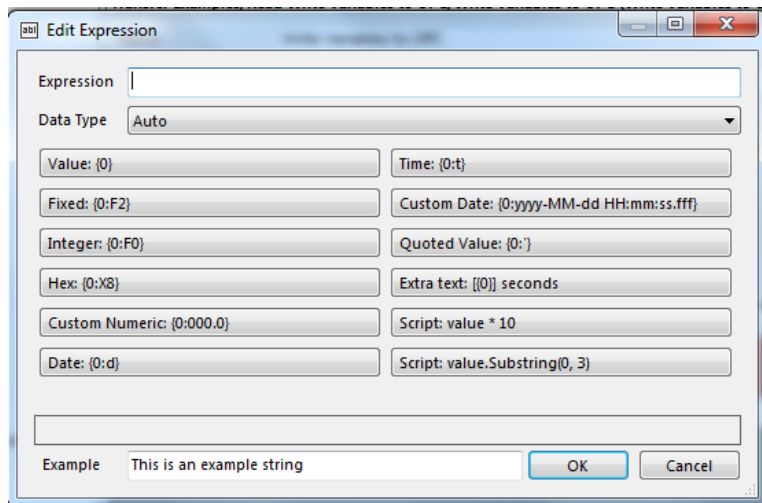 Edit Expression
Expression
Data Type Auto
Value: {0} Time: {0:t}
Fixed: {0:F2} Custom Date: {0:yyyy-MM-dd HH:mm:ss.fff}
Integer: {0:F0} Quoted Value: {0:'}
Hex: {0:X8} Extra text: [{0}] seconds
Custom Numeric: {0:000.0} Script: value * 10
Date: {0:d} Script: value.Substring(0, 3)
Example This is an example string OK Cancel